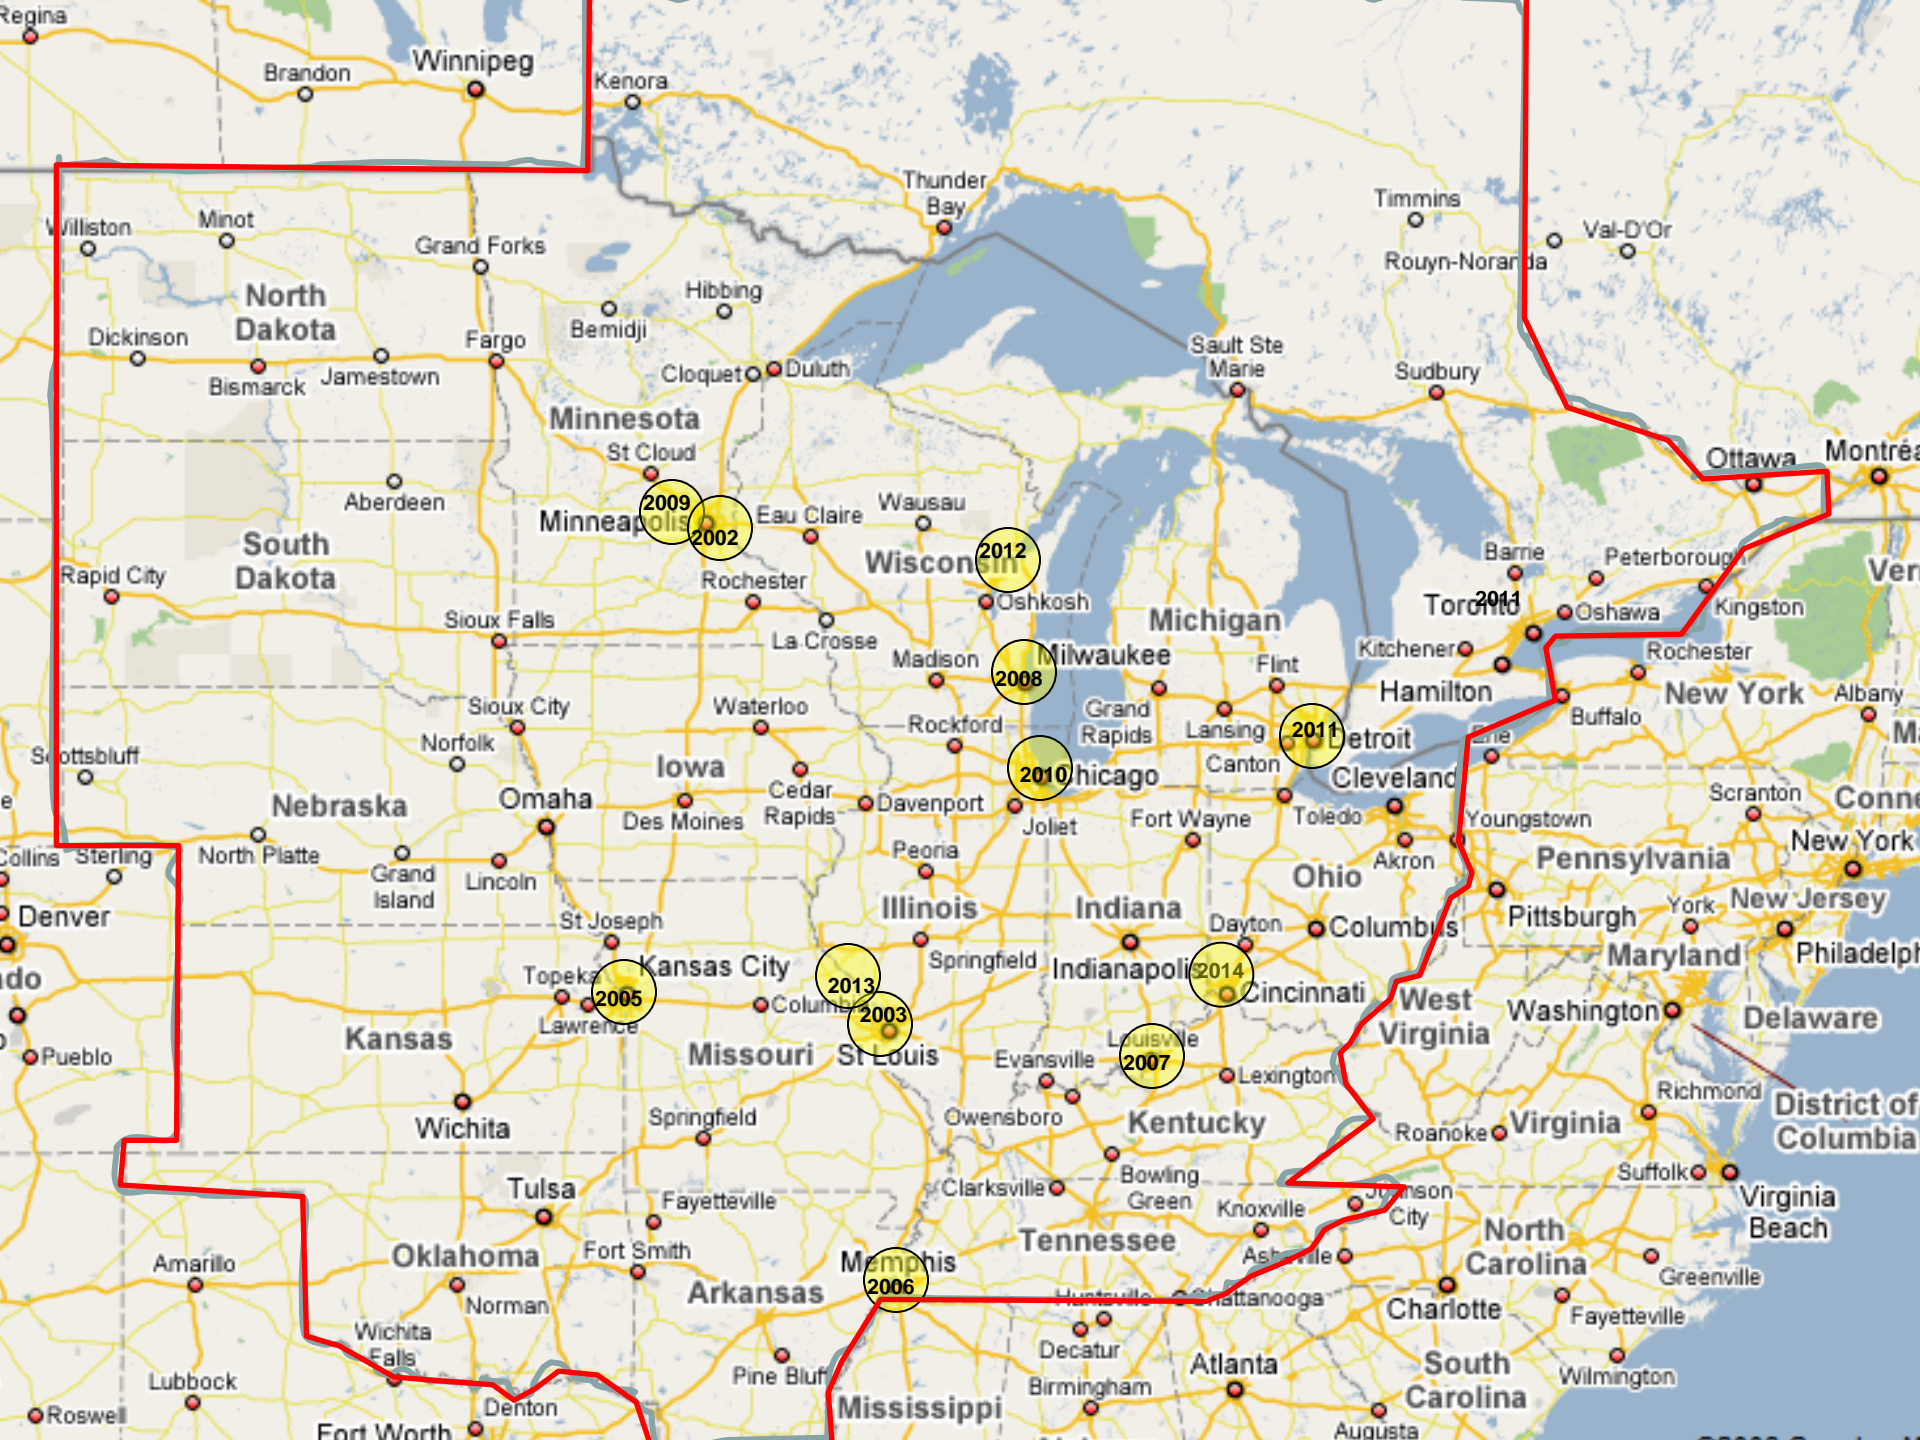 Regina
Winnipeg
Brandon
Kenora
Thunder
Bay
Timmins
Val-D'Or
Rouyn-Noranda
Williston
Minot
Grand Forks
North
Dakota
Hibbing
Bemidji
Dickinson
Bismarck
Jamestown
Fargo
Cloquet
Duluth
Sault Ste
Marie
Sudbury
Minnesota
St Cloud
Ottawa
Montréa
Aberdeen
2009
Minneapolis
2002
Eau Claire
Wausau
South
Dakota
Wisconsin
2012
Barrie
Peterborough
Ver
Rapid City
Rochester
Oshkosh
Toronto
2011
Oshawa
Kingston
Sioux Falls
La Crosse
Michigan
Madison
Milwaukee
2008
Flint
Kitchener
Hamilton
Rochester
New York
Albany
Sioux City
Waterloo
Rockford
Grand
Rapids
Lansing
2011
Detroit
Buffalo
Erie
Ma
Norfolk
Scottsbluff
Iowa
Chicago
2010
Canton
Cleveland
Nebraska
Omaha
Des Moines
Cedar
Rapids
Davenport
Joliet
Fort Wayne
Toledo
Akron
Youngstown
Scranton
Conne
New York
Collins
Sterling
North Platte
Grand
Island
Lincoln
Peoria
Ohio
Pennsylvania
New Jersey
Denver
St Joseph
Illinois
Indiana
Dayton
Columbus
Pittsburgh
York
Maryland
Philadelph
do
Topeka
Kansas City
2005
Lawrence
Columbia
2013
2003
Springfield
Indianapolis
2014
Cincinnati
West
Virginia
Washington
Delaware
Pueblo
Kansas
Missouri
St Louis
Evansville
Louisville
2007
Lexington
Richmond
District of
Columbia
Wichita
Springfield
Owensboro
Kentucky
Roanoke
Virginia
Suffolk
Virginia
Beach
Tulsa
Fayetteville
Clarksville
Bowling
Green
Knoxville
Johnson
City
North
Carolina
Amarillo
Oklahoma
Fort Smith
Memphis
2006
Tennessee
Asheville
Greenville
Norman
Arkansas
Huntsville
Chattanooga
Charlotte
Fayetteville
Wichita
Falls
Decatur
Lubbock
Pine Bluff
Birmingham
Atlanta
South
Carolina
Wilmington
Roswell
Denton
Fort Worth
Mississippi
Augusta